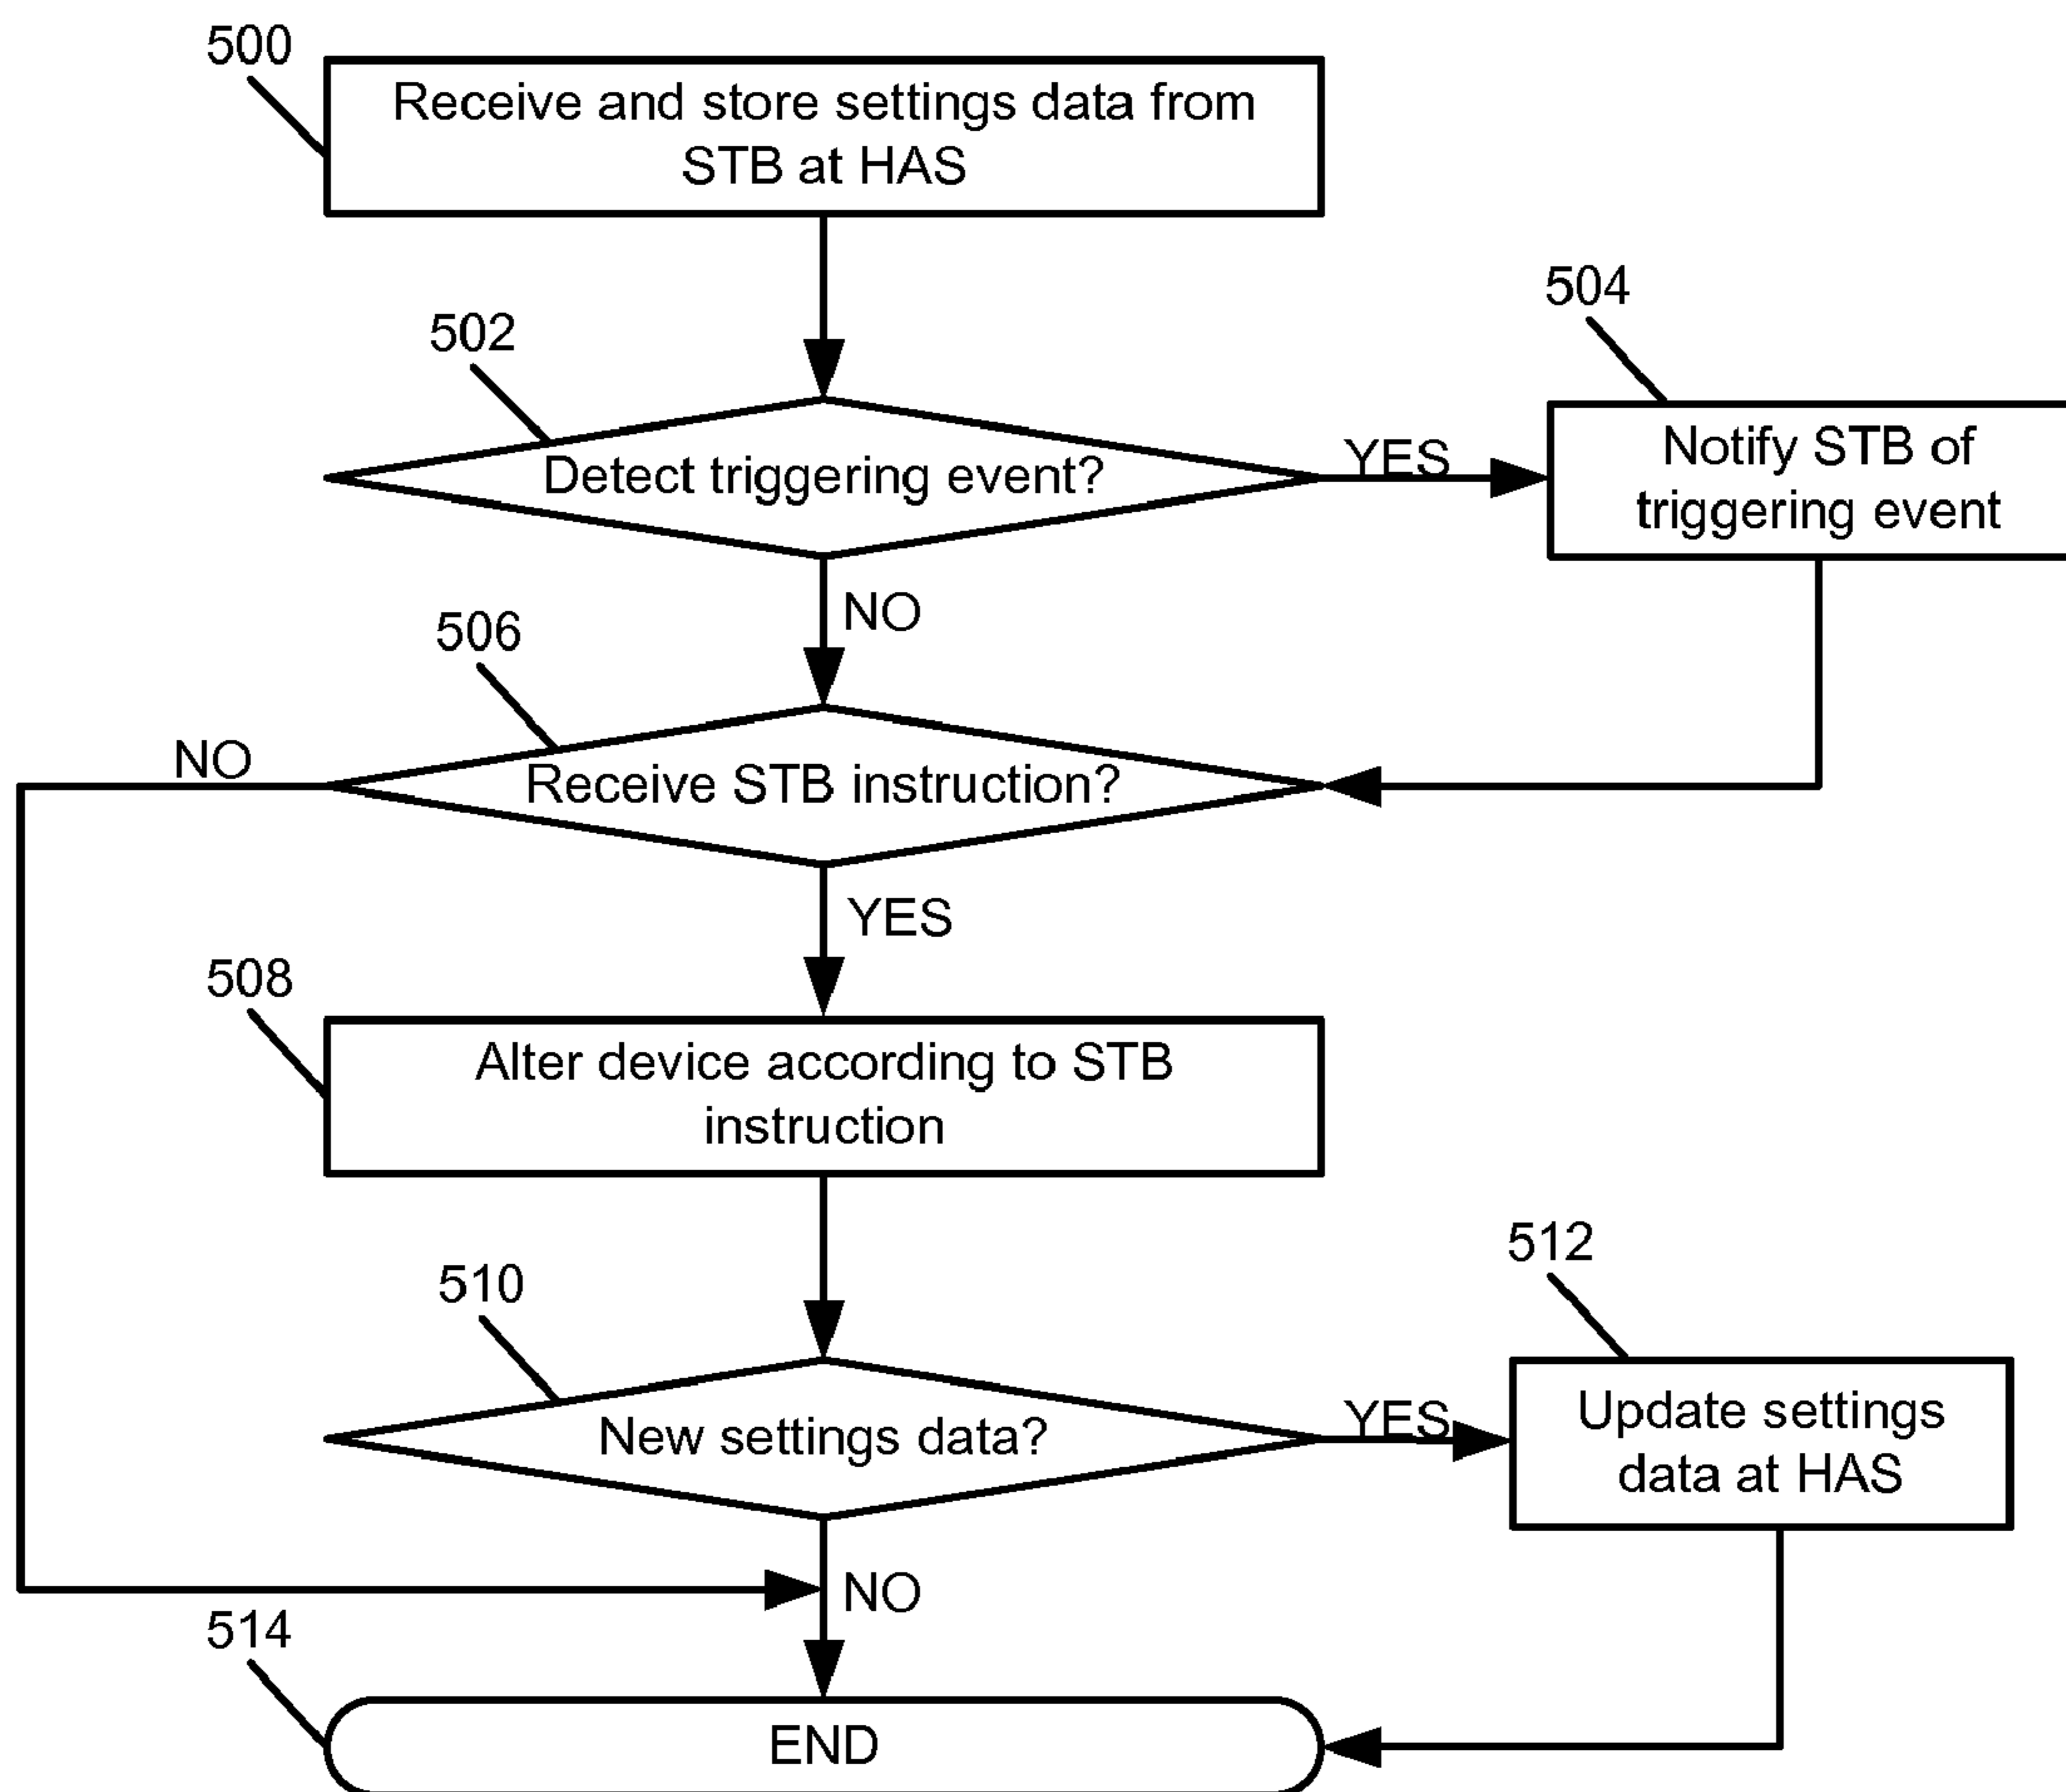 500
Receive and store settings data from
STB at HAS
502
Detect triggering event?
YES
504
Notify STB of
triggering event
NO
506
Receive STB instruction?
NO
YES
508
Alter device according to STB
instruction
510
New settings data?
YES
512
Update settings
data at HAS
NO
514
END